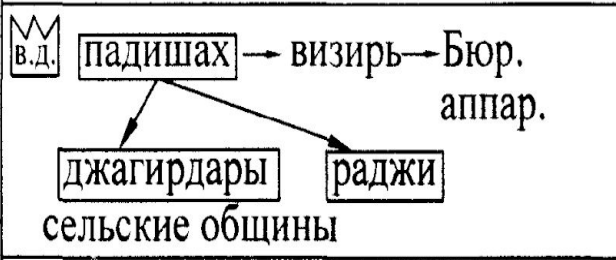 в.д. падишах визирь Бюр.
аппар.
джагирдары раджи
сельские общины